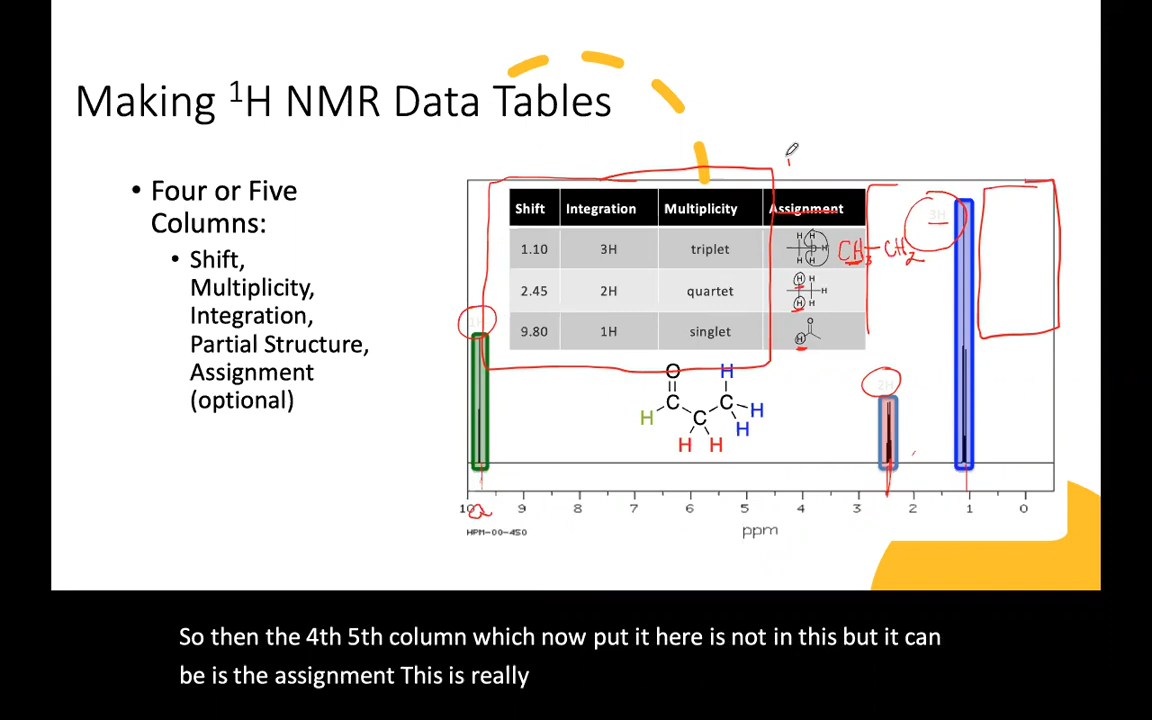 Making ¹H NMR Data Tables
• Four or Five
Columns:
• Shift,
Multiplicity,
Integration,
Partial Structure,
Assignment
(optional)
Shift Integration Multiplicity Assignment
1.10 3H triplet H H H H H CH3-CH2
2.45 2H quartet H H H H H
9.80 1H singlet O H
3H
2H
O H
H C C H
C H
H H
10 9 8 7 6 5 4 3 2 1 0
ppm
HPM-00-450
So then the 4th 5th column which now put it here is not in this but it can
be is the assignment This is really